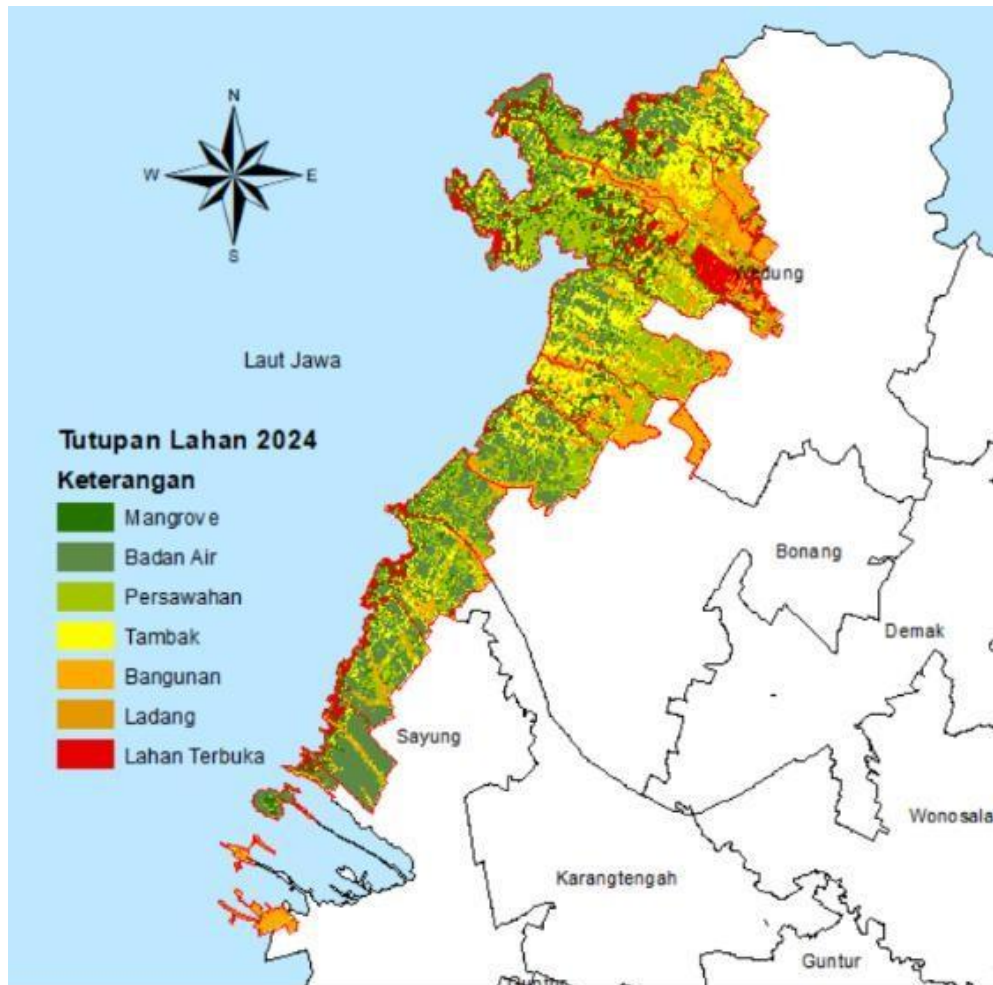 N
W E
S
Wedung
Laut Jawa
Tutupan Lahan 2024
Keterangan
Mangrove
Badan Air
Persawahan
Tambak
Bangunan
Ladang
Lahan Terbuka
Bonang
Demak
Sayung
Wonosala
Karangtengah
Guntur